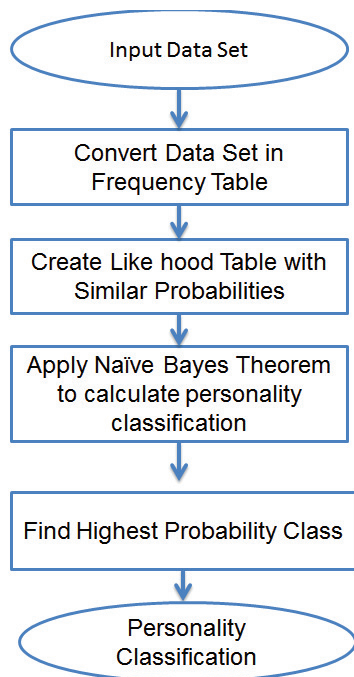 Input Data Set
Convert Data Set in
Frequency Table
Create Like hood Table with
Similar Probabilities
Apply Naïve Bayes Theorem
to calculate personality
classification
Find Highest Probability Class
Personality
Classification